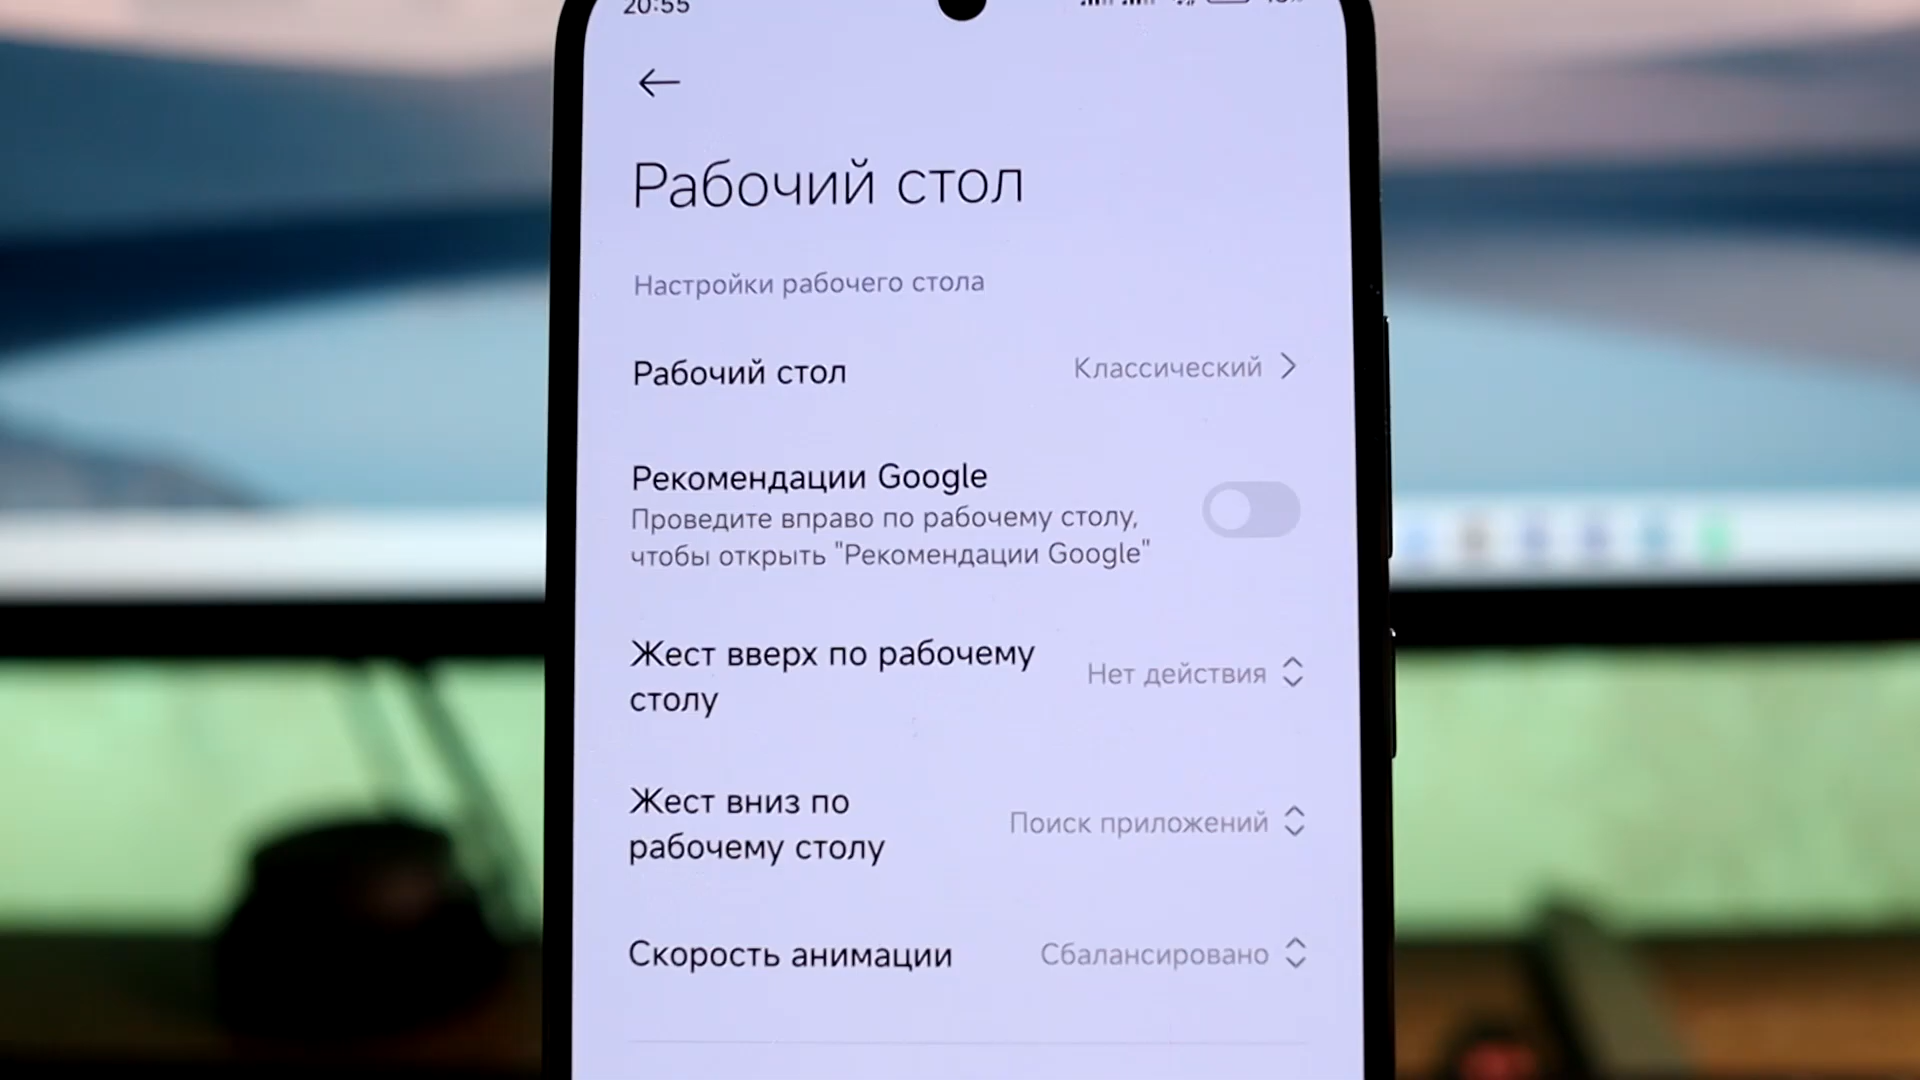 20:55
Рабочий стол
Настройки рабочего стола
Рабочий стол
Классический
Рекомендации Google
Проведите вправо по рабочему столу,
чтобы открыть "Рекомендации Google"
Жест вверх по рабочему
столу
Нет действия
Жест вниз по
рабочему столу
Поиск приложений
Скорость анимации
Сбалансировано